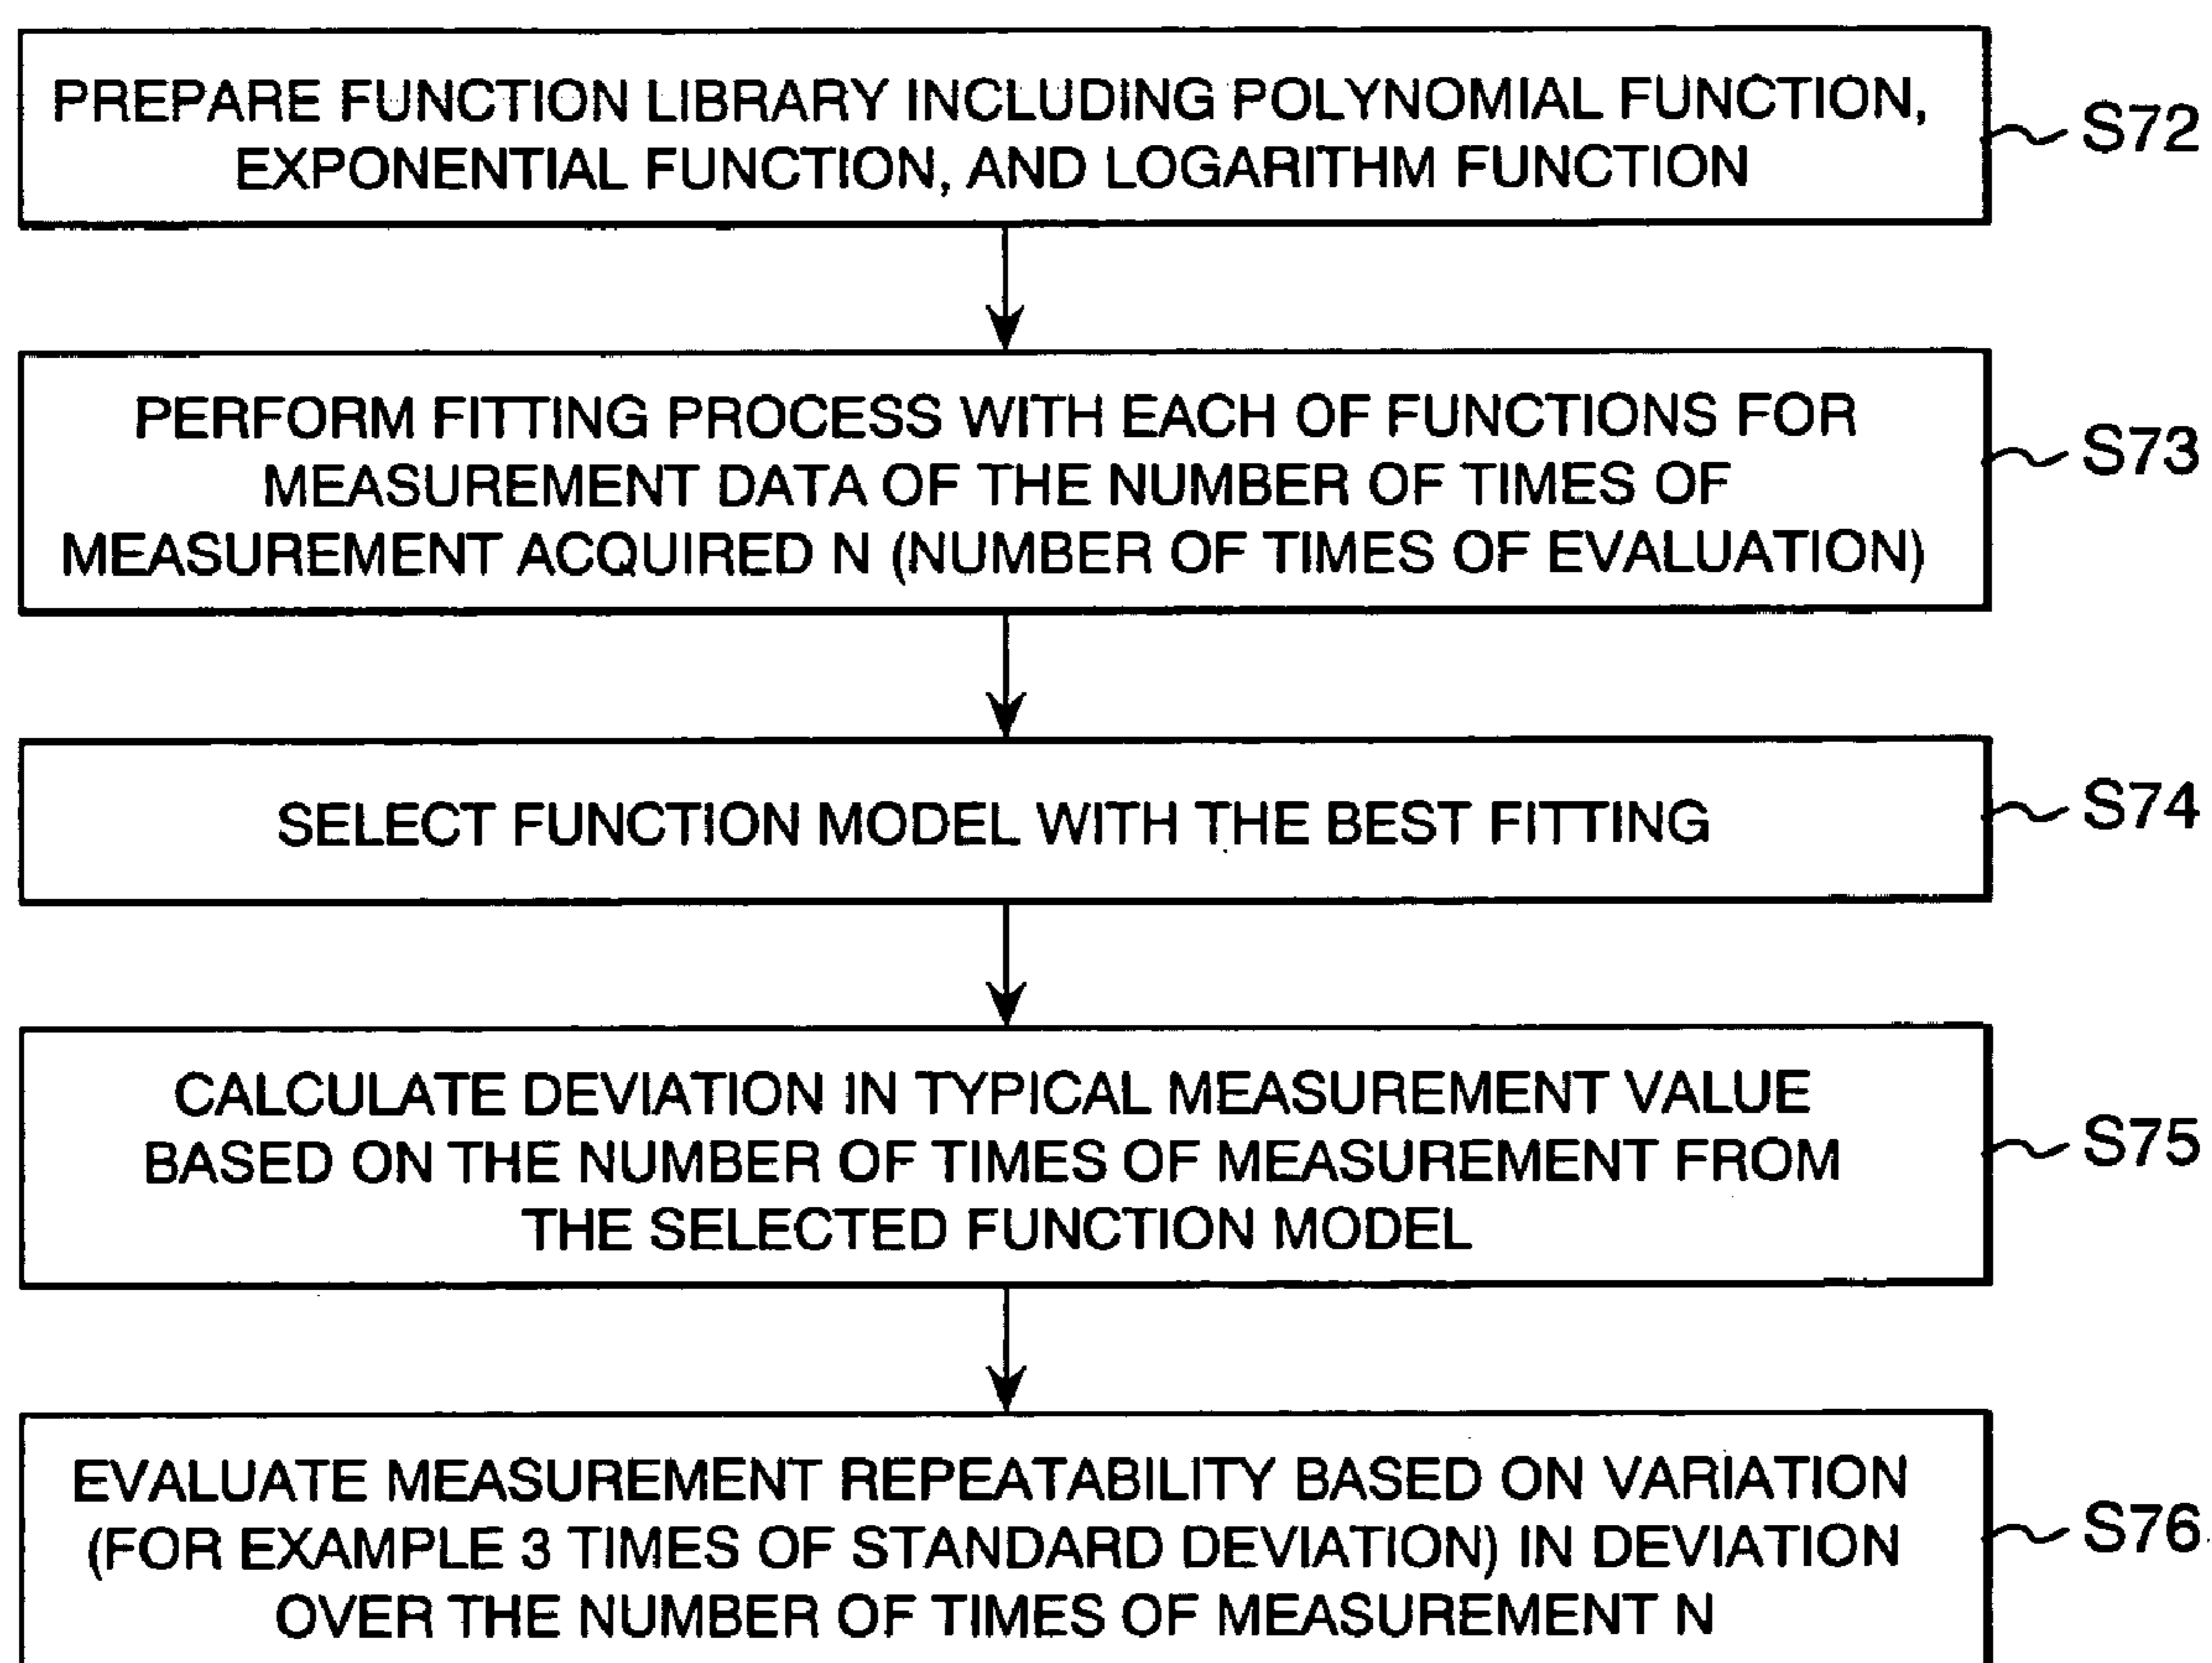 PREPARE FUNCTION LIBRARY INCLUDING POLYNOMIAL FUNCTION,
EXPONENTIAL FUNCTION, AND LOGARITHM FUNCTION
S72
PERFORM FITTING PROCESS WITH EACH OF FUNCTIONS FOR
MEASUREMENT DATA OF THE NUMBER OF TIMES OF
MEASUREMENT ACQUIRED N (NUMBER OF TIMES OF EVALUATION)
S73
SELECT FUNCTION MODEL WITH THE BEST FITTING
S74
CALCULATE DEVIATION IN TYPICAL MEASUREMENT VALUE
BASED ON THE NUMBER OF TIMES OF MEASUREMENT FROM
THE SELECTED FUNCTION MODEL
S75
EVALUATE MEASUREMENT REPEATABILITY BASED ON VARIATION
(FOR EXAMPLE 3 TIMES OF STANDARD DEVIATION) IN DEVIATION
OVER THE NUMBER OF TIMES OF MEASUREMENT N
S76